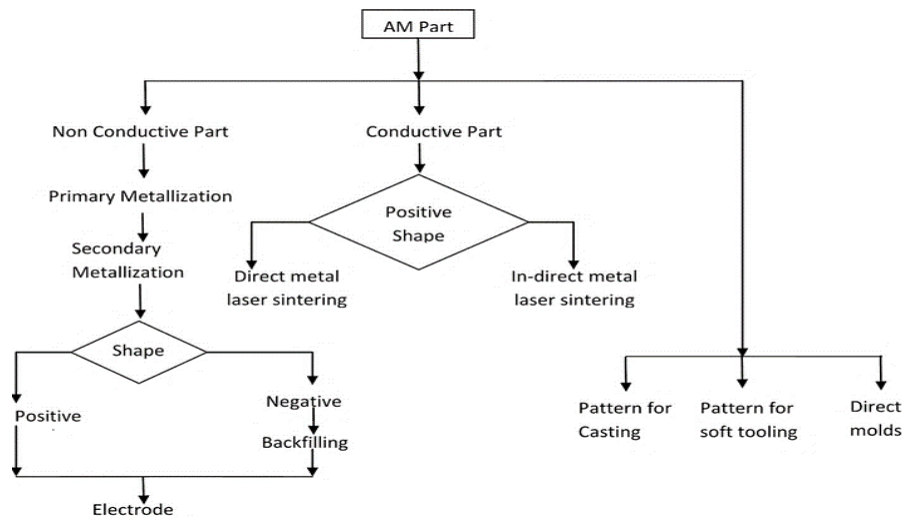 AM Part
Non Conductive Part
Conductive Part
Primary Metallization
Positive
Shape
Secondary
Metallization
Direct metal
laser sintering
In-direct metal
laser sintering
Shape
Positive
Negative
Backfilling
Pattern for
Casting
Pattern for
soft tooling
Direct
molds
Electrode